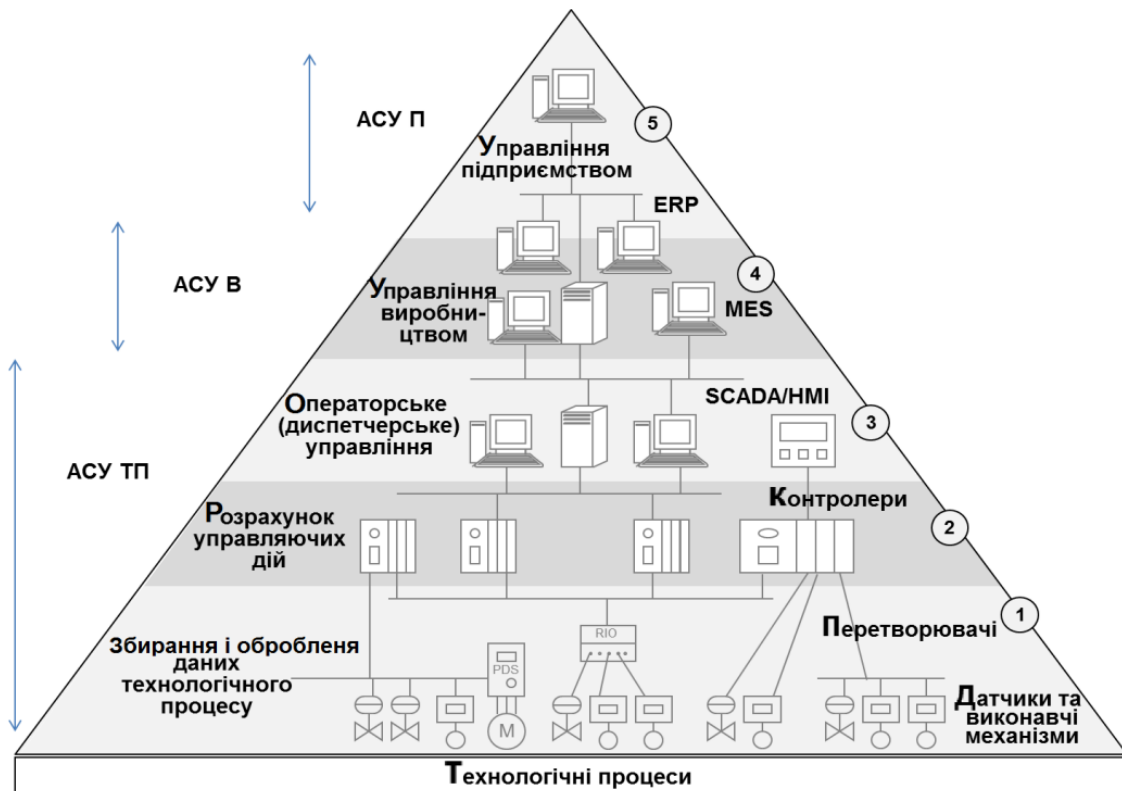 АСУ П
5
Управління
підприємством
ERP
4
АСУ В
Управління
виробни-
цтвом
MES
SCADA/HMI
Операторське
(диспетчерське)
управління
3
АСУ ТП
Контролери
Розрахунок
управляючих
дій
2
1
Перетворювачі
RIO
Збирання і оброблення
даних
технологічного
процесу
PDS
M
Датчики та
виконавчі
механізми
Технологічні процеси